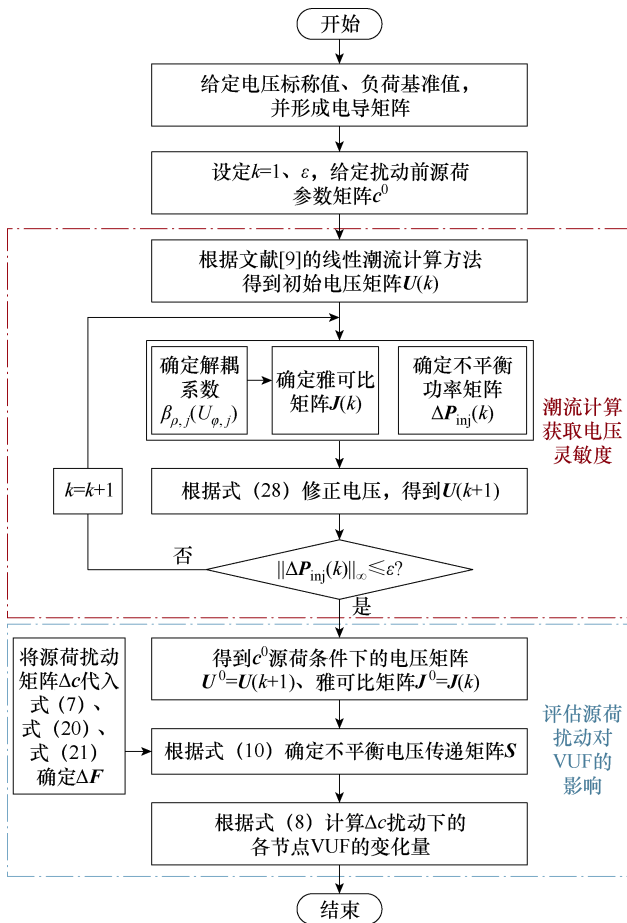 开始
给定电压标称值、负荷基准值，
并形成电导矩阵
设定k=1、ε，给定扰动前源荷
参数矩阵c⁰
根据文献[9]的线性潮流计算方法
得到初始电压矩阵U(k)
确定解耦
系数
βρ,j(Uφ,j)
确定雅可比
矩阵J(k)
确定不平衡
功率矩阵
ΔPinj(k)
潮流计算
获取电压
灵敏度
k=k+1
根据式（28）修正电压，得到U(k+1)
否
||ΔPinj(k)||∞≤ε?
是
将源荷扰动
矩阵Δc代入
式（7）、
式（20）、
式（21）
确定ΔF
得到c⁰源荷条件下的电压矩阵
U⁰=U(k+1)、雅可比矩阵J⁰=J(k)
根据式（10）确定不平衡电压传递矩阵S
根据式（8）计算Δc扰动下的
各节点VUF的变化量
评估源荷
扰动对
VUF的
影响
结束